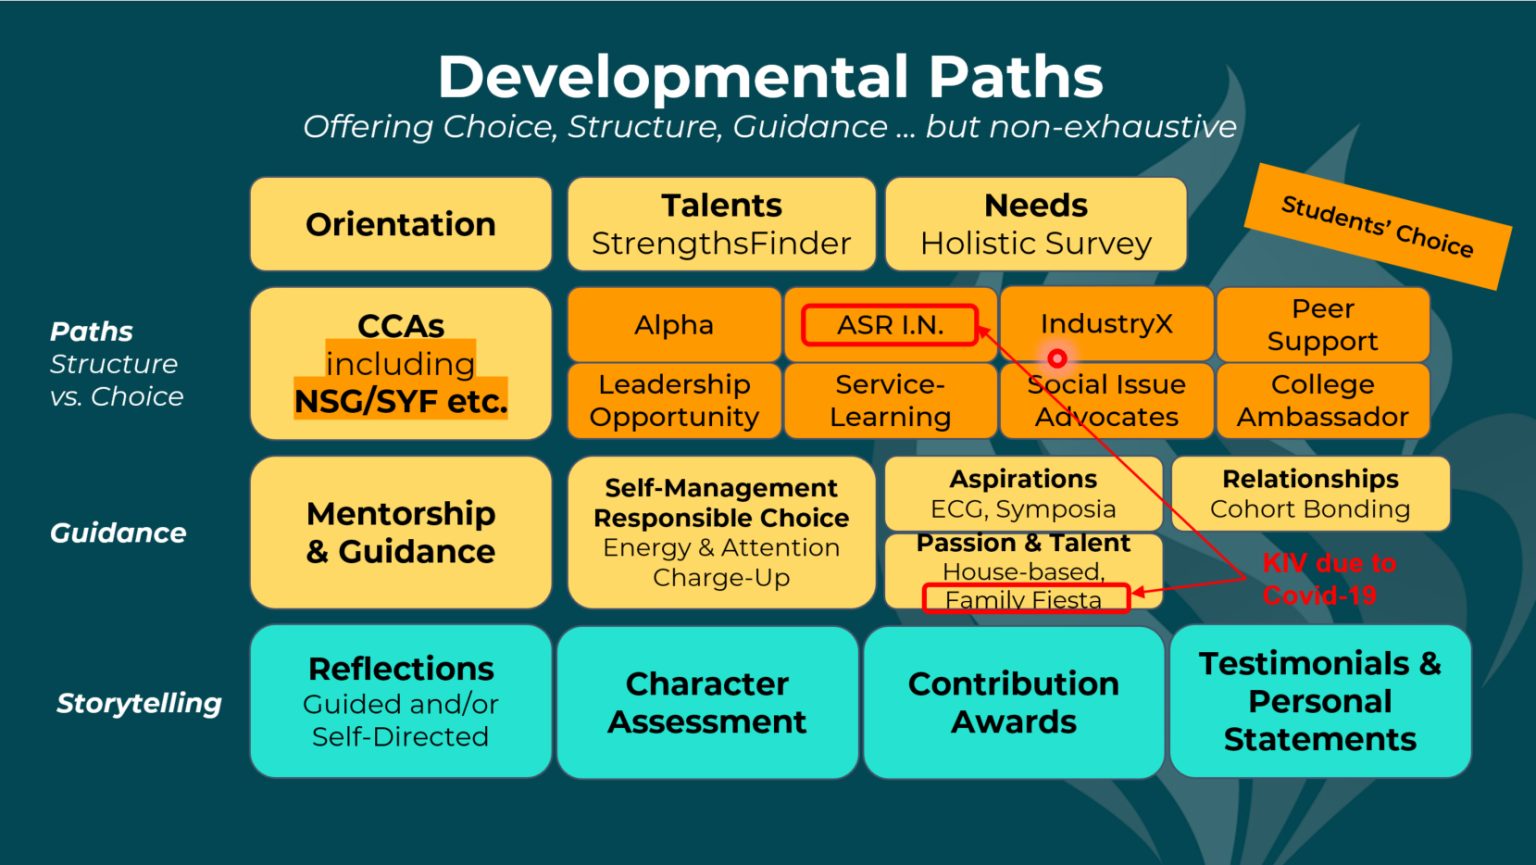 Developmental Paths
Offering Choice, Structure, Guidance ... but non-exhaustive
Orientation
Talents
StrengthsFinder
Needs
Holistic Survey
Students' Choice
Paths
Structure
vs. Choice
CCAs
including
NSG/SYF etc.
Alpha
ASR I.N.
IndustryX
Peer
Support
Leadership
Opportunity
Service-
Learning
Social Issue
Advocates
College
Ambassador
Guidance
Mentorship
& Guidance
Self-Management
Responsible Choice
Energy & Attention
Charge-Up
Aspirations
ECG, Symposia
Relationships
Cohort Bonding
Passion & Talent
House-based,
Family Fiesta
KIV due to
Covid-19
Storytelling
Reflections
Guided and/or
Self-Directed
Character
Assessment
Contribution
Awards
Testimonials &
Personal
Statements